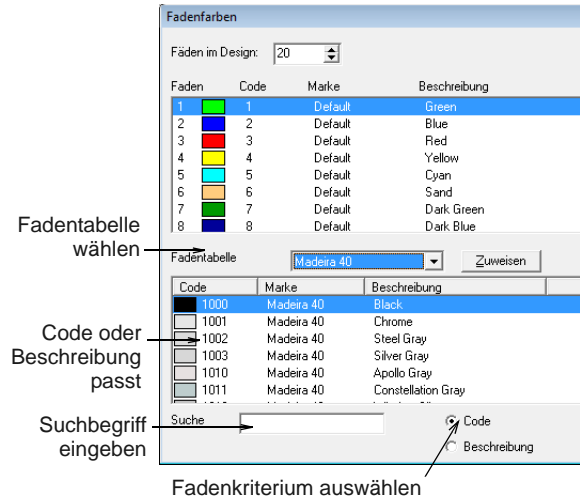 Fadenfarben
Fäden im Design: 20
Faden Code Marke Beschreibung
1 1 Default Green
2 2 Default Blue
3 3 Default Red
4 4 Default Yellow
5 5 Default Cyan
6 6 Default Sand
7 7 Default Dark Green
8 8 Default Dark Blue
Fadentabelle
wählen
Fadentabelle Madeira 40 Zuweisen
Code Marke Beschreibung
1000 Madeira 40 Black
1001 Madeira 40 Chrome
1002 Madeira 40 Steel Gray
1003 Madeira 40 Silver Gray
1010 Madeira 40 Apollo Gray
1011 Madeira 40 Constellation Gray
Code oder
Beschreibung
passt
Suche Code
Beschreibung
Suchbegriff
eingeben
Fadenkriterium auswählen